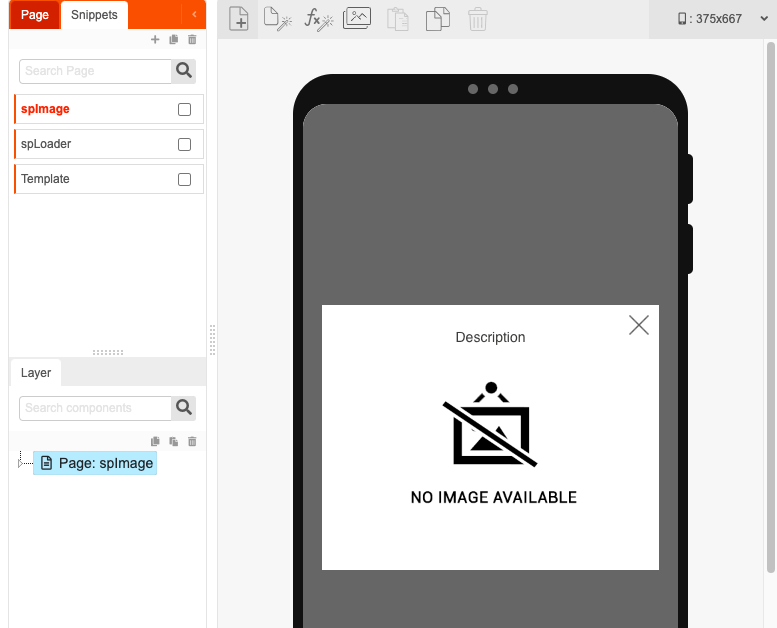 Page
Snippets
: 375x667
Search Page
spImage
spLoader
Template
Layer
Search components
Page: spImage
Description
NO IMAGE AVAILABLE